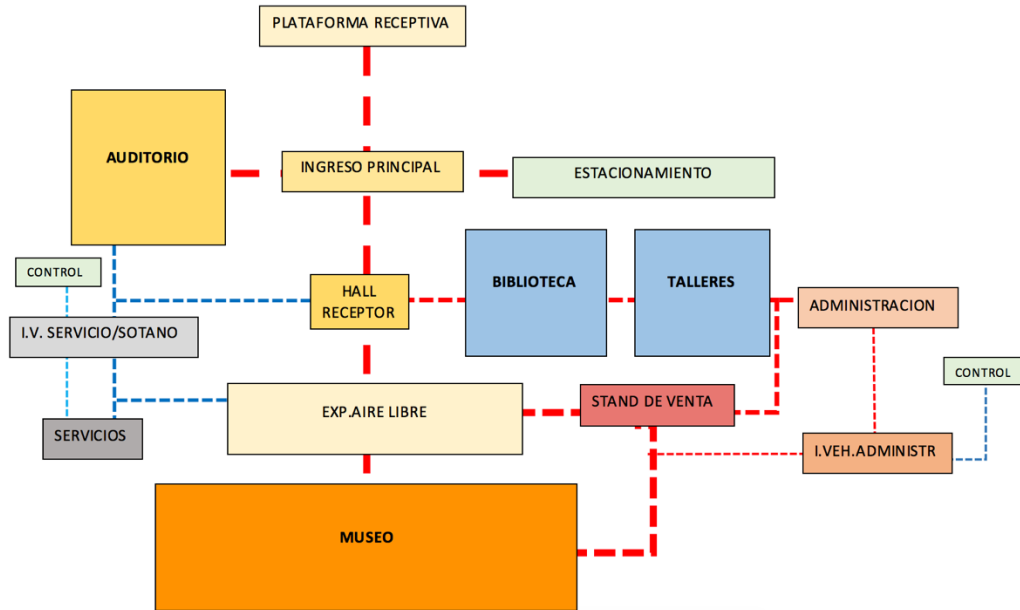 PLATAFORMA RECEPTIVA
AUDITORIO
INGRESO PRINCIPAL
ESTACIONAMIENTO
CONTROL
HALL
RECEPTOR
BIBLIOTECA
TALLERES
ADMINISTRACION
I.V. SERVICIO/SOTANO
CONTROL
SERVICIOS
EXP.AIRE LIBRE
STAND DE VENTA
I.VEH.ADMINISTR
MUSEO